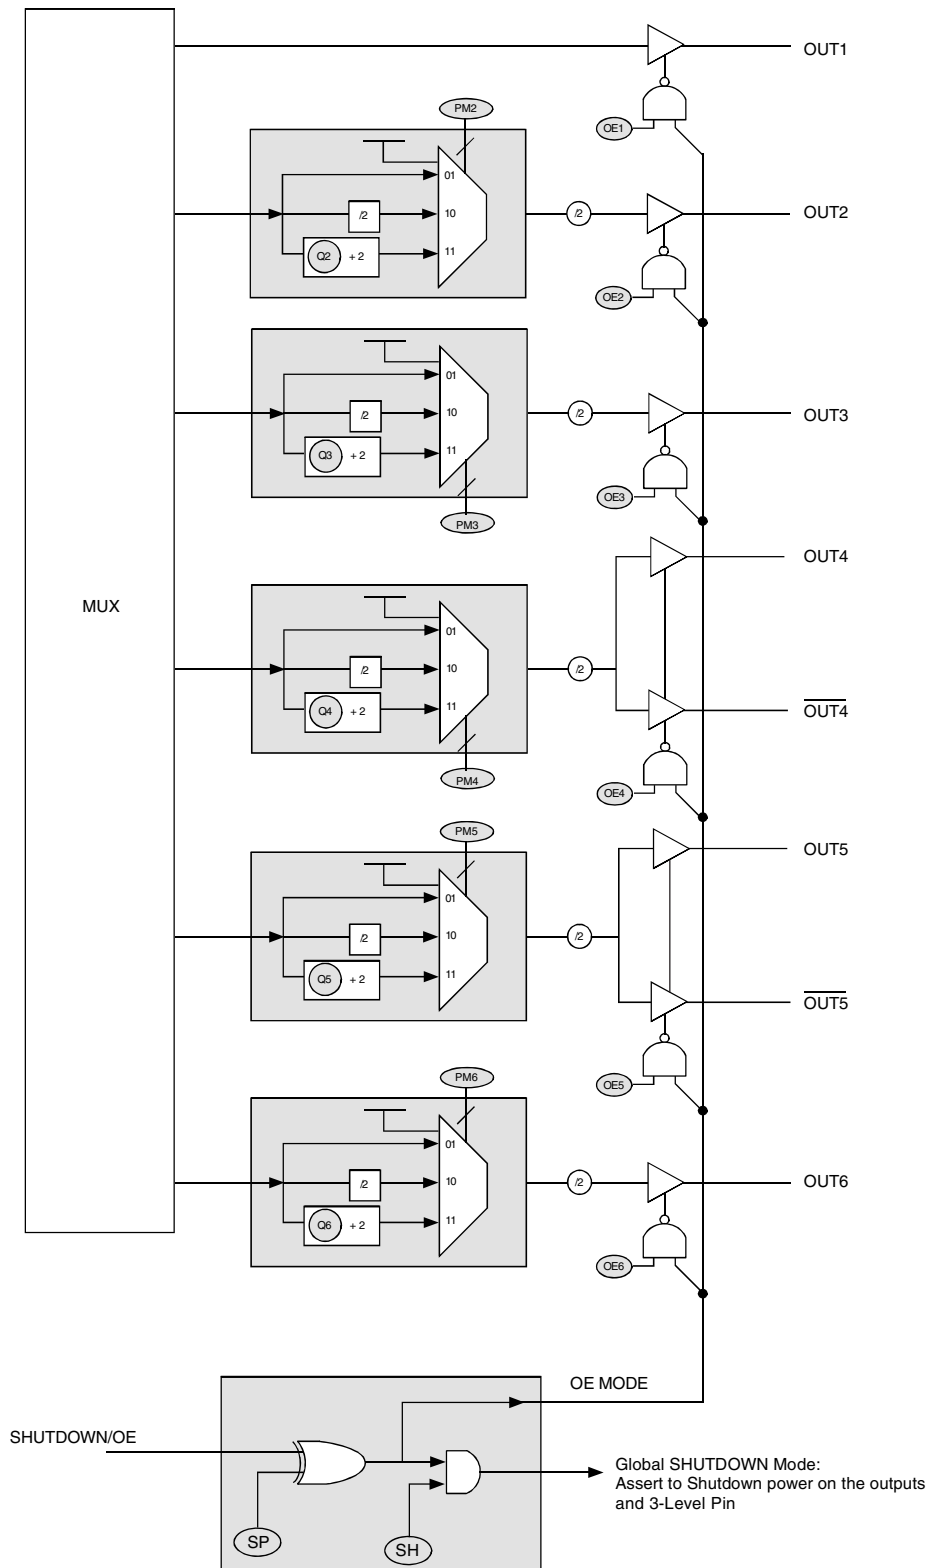 OUT1
OE1
PM2
01
/2
10
Q2 + 2
11
/2
OUT2
OE2
01
/2
10
Q3 + 2
11
PM3
/2
OUT3
OE3
MUX
01
/2
10
Q4 + 2
11
PM4
/2
OUT4
OUT4
OE4
PM5
01
/2
10
Q5 + 2
11
/2
OUT5
OUT5
OE5
PM6
01
/2
10
Q6 + 2
11
/2
OUT6
OE6
OE MODE
SHUTDOWN/OE
SP
SH
Global SHUTDOWN Mode:
Assert to Shutdown power on the outputs
and 3-Level Pin